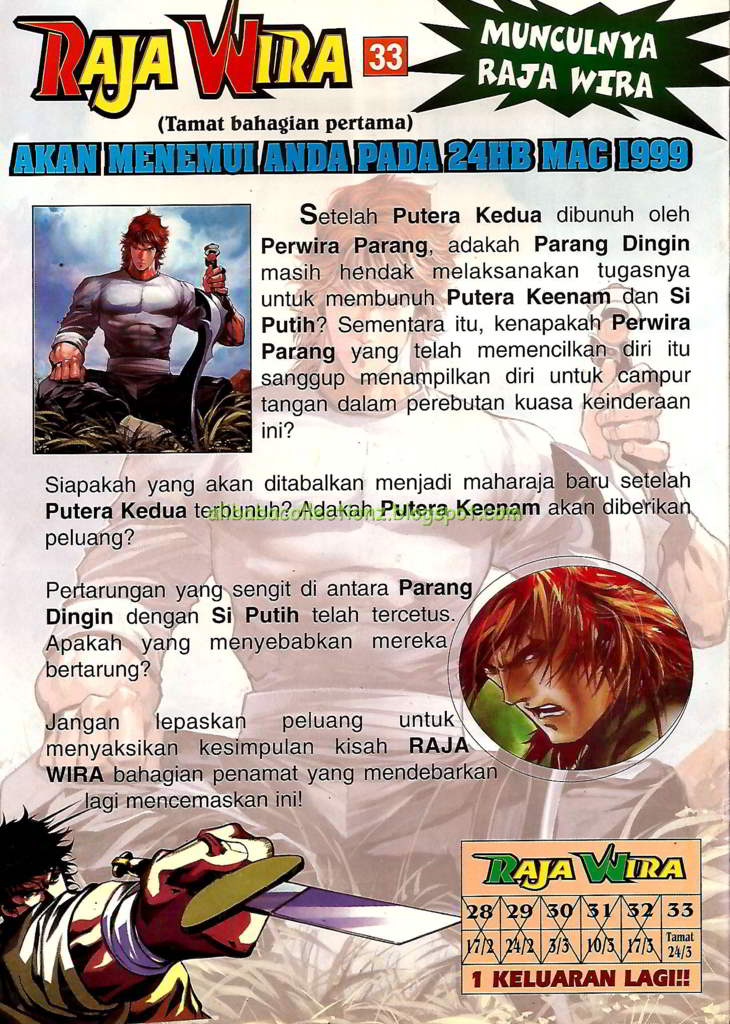 RAJA WIRA 33
MUNCULNYA
RAJA WIRA
(Tamat bahagian pertama)
AKAN MENEMUI ANDA PADA 24HB MAC 1999
Setelah Putera Kedua dibunuh oleh
Perwira Parang, adakah Parang Dingin
masih hendak melaksanakan tugasnya
untuk membunuh Putera Keenam dan Si
Putih? Sementara itu, kenapakah Perwira
Parang yang telah memencilkan diri itu
sanggup menampilkan diri untuk campur
tangan dalam perebutan kuasa keinderaan
ini?
Siapakah yang akan ditabalkan menjadi maharaja baru setelah
Putera Kedua terbunuh? Adakah Putera Keenam akan diberikan
alibabacollectionz.blogspot.com
peluang?
Pertarungan yang sengit di antara Parang
Dingin dengan Si Putih telah tercetus.
Apakah yang menyebabkan mereka
bertarung?
Jangan lepaskan peluang untuk
menyaksikan kesimpulan kisah RAJA
WIRA bahagian penamat yang mendebarkan
lagi mencemaskan ini!
RAJA WIRA
28 29 30 31 32 33
17/2 24/2 3/3 10/3 17/3 Tamat
24/3
1 KELUARAN LAGI!!